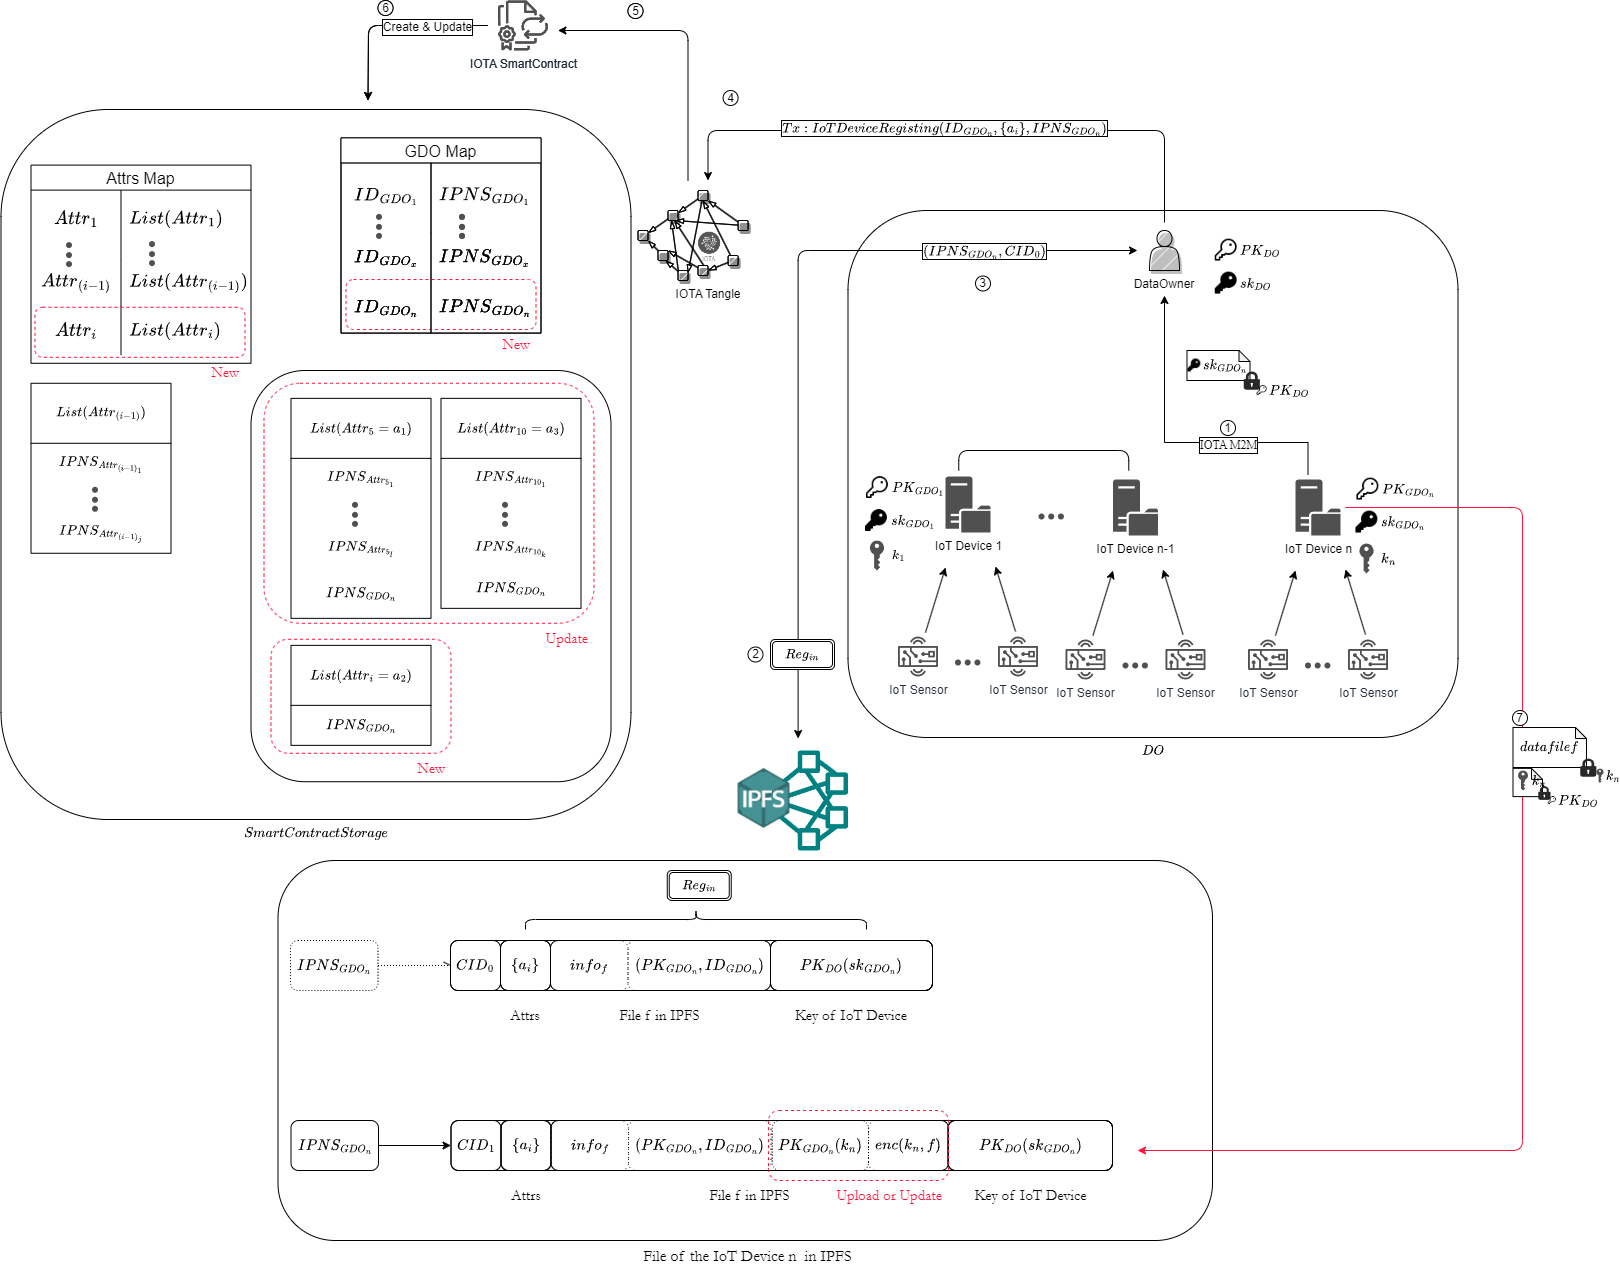 6
Create & Update
5
IOTA SmartContract
4
Tx : IoTDeviceRegisting(ID_{GDO_n}, {a_i}, IPNS_{GDO_n})
GDO Map
ID_{GDO_1} IPNS_{GDO_1}
ID_{GDO_x} IPNS_{GDO_x}
ID_{GDO_n} IPNS_{GDO_n}
New
Attrs Map
Attr_1 List(Attr_1)
Attr_{(i-1)} List(Attr_{(i-1)})
Attr_i List(Attr_i)
New
List(Attr_{(i-1)})
IPNS_{Attr_{(i-1)_1}}
IPNS_{Attr_{(i-1)_j}}
List(Attr_5 = a_1)
IPNS_{Attr_{5_1}}
IPNS_{Attr_{5_l}}
IPNS_{GDO_n}
List(Attr_{10} = a_3)
IPNS_{Attr_{10_1}}
IPNS_{Attr_{10_k}}
IPNS_{GDO_n}
Update
List(Attr_i = a_2)
IPNS_{GDO_n}
New
SmartContractStorage
IOTA
IOTA Tangle
(IPNS_{GDO_n}, CID_0)
3
DataOwner
PK_{DO}
sk_{DO}
sk_{GDO_n}
PK_{DO}
1
IOTA M2M
PK_{GDO_1}
sk_{GDO_1}
k_1
IoT Device 1
IoT Device n-1
IoT Device n
PK_{GDO_n}
sk_{GDO_n}
k_n
IoT Sensor
IoT Sensor
IoT Sensor
IoT Sensor
IoT Sensor
IoT Sensor
DO
2
Reg_{in}
IPFS
7
datafilef
k_n
PK_{DO}
Reg_{in}
IPNS_{GDO_n} CID_0 {a_i} info_f (PK_{GDO_n}, ID_{GDO_n}) PK_{DO}(sk_{GDO_n})
Attrs File f in IPFS Key of IoT Device
IPNS_{GDO_n} CID_1 {a_i} info_f (PK_{GDO_n}, ID_{GDO_n}) PK_{GDO_n}(k_n) enc(k_n, f) PK_{DO}(sk_{GDO_n})
Attrs File f in IPFS Upload or Update Key of IoT Device
File of the IoT Device n in IPFS